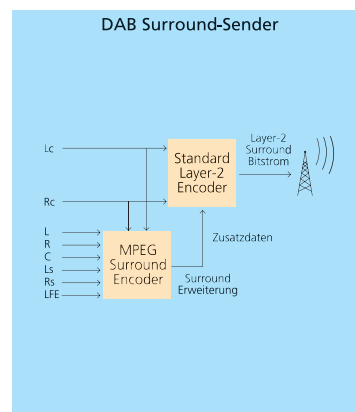 DAB Surround-Sender
Lc
Standard
Layer-2
Encoder
Layer-2
Surround
Bitstrom
Rc
L
R
C
Ls
Rs
LFE
MPEG
Surround
Encoder
Zusatzdaten
Surround
Erweiterung